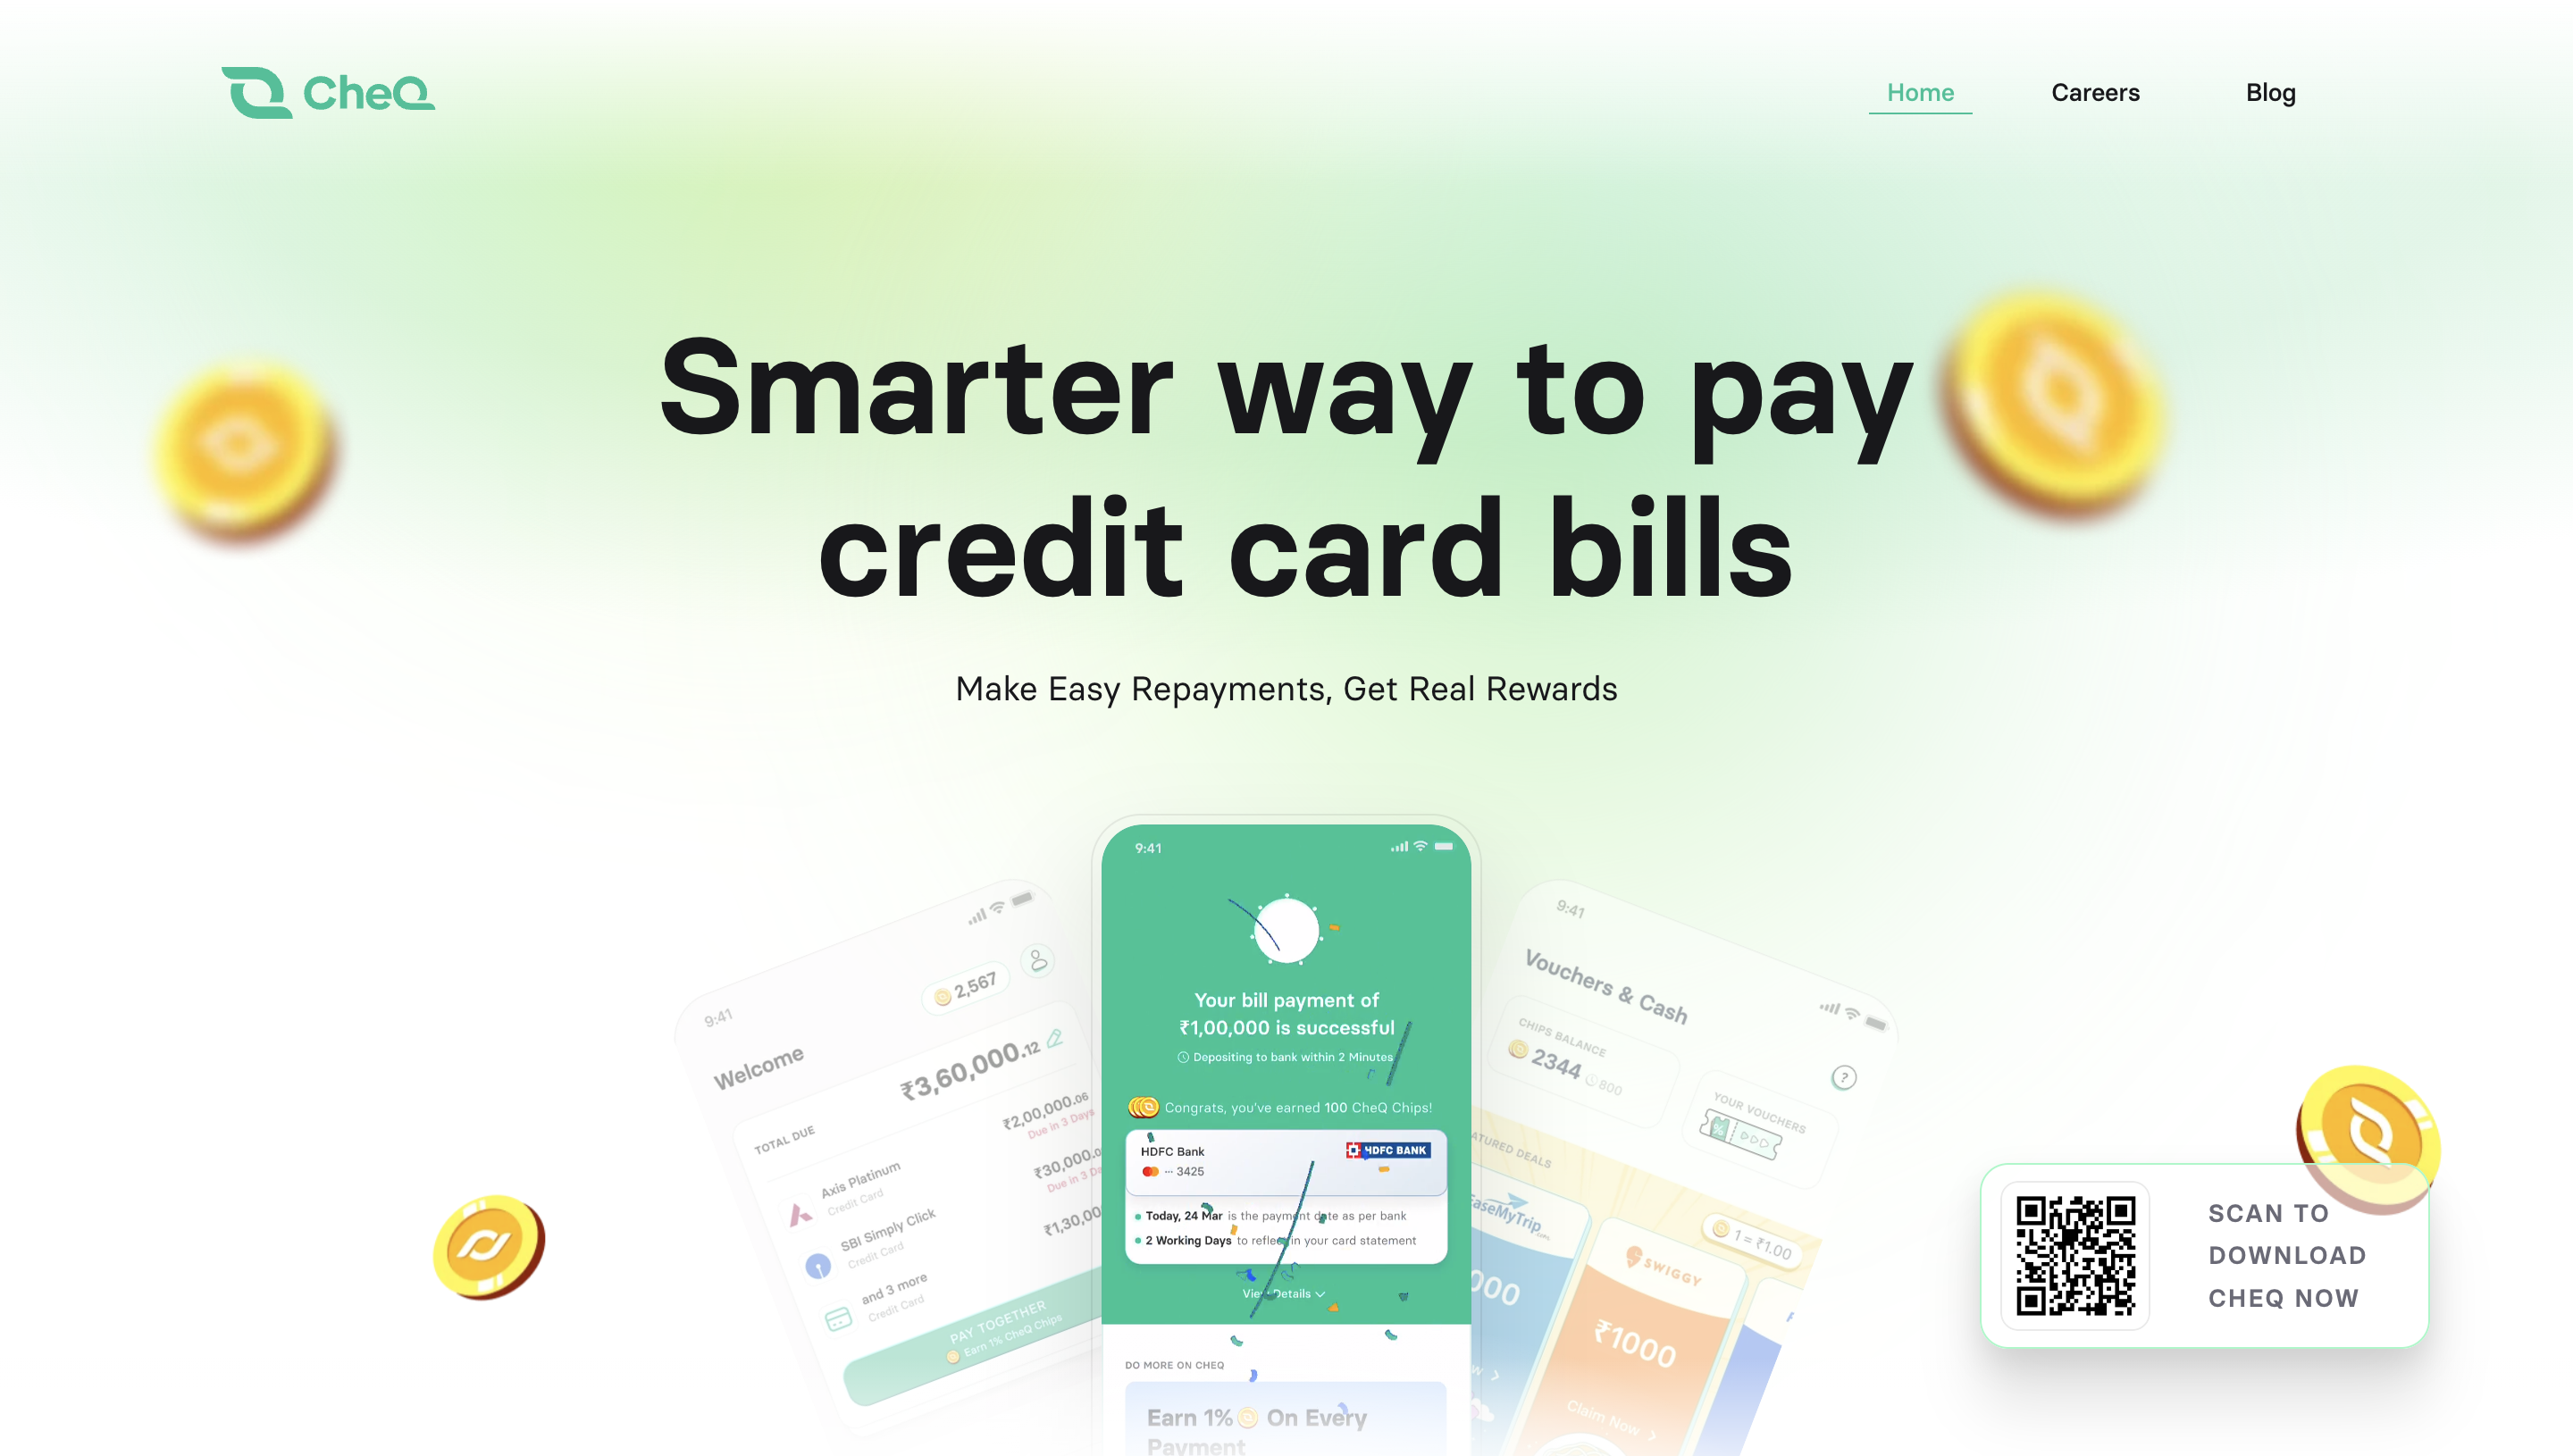 CheQ
Home
Careers
Blog
Smarter way to pay
credit card bills
Make Easy Repayments, Get Real Rewards
9:41
2,567
Welcome
₹3,60,000.12
TOTAL DUE
Axis Platinum
Credit Card
₹2,00,000.06
Due in 3 Days
SBI Simply Click
Credit Card
₹30,000.0
Due in 3 Da
and 3 more
Credit Card
₹1,30,00
PAY TOGETHER
Earn 1% CheQ Chips
9:41
Your bill payment of
₹1,00,000 is successful
Depositing to bank within 2 Minutes
Congrats, you've earned 100 CheQ Chips!
HDFC Bank
HDFC BANK
··· 3425
Today, 24 Mar is the payment date as per bank
2 Working Days to reflect in your card statement
View Details
DO MORE ON CHEQ
Earn 1% On Every
Payment
9:41
Vouchers & Cash
CHIPS BALANCE
2344
800
?
YOUR VOUCHERS
%
ATURED DEALS
1 = ₹1.00
aseMyTrip
.com
SWIGGY
000
₹1000
w
Claim Now
SCAN TO
DOWNLOAD
CHEQ NOW